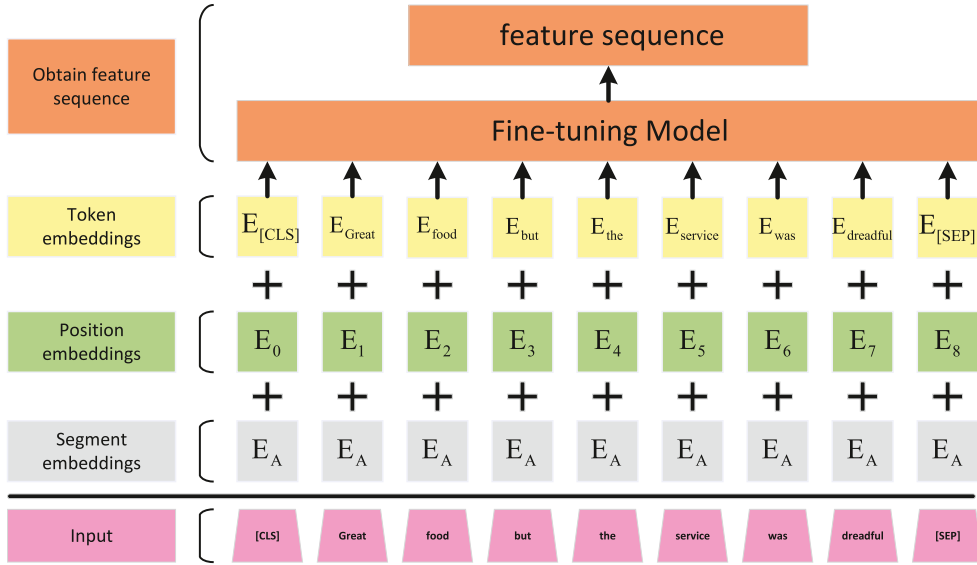 feature sequence
Obtain feature
sequence
Fine-tuning Model
Token
embeddings
E[CLS] EGreat Efood Ebut Ethe Eservice Ewas Edreadful E[SEP]
+ + + + + + + + +
Position
embeddings
E0 E1 E2 E3 E4 E5 E6 E7 E8
+ + + + + + + + +
Segment
embeddings
EA EA EA EA EA EA EA EA EA
Input
[CLS] Great food but the service was dreadful [SEP]